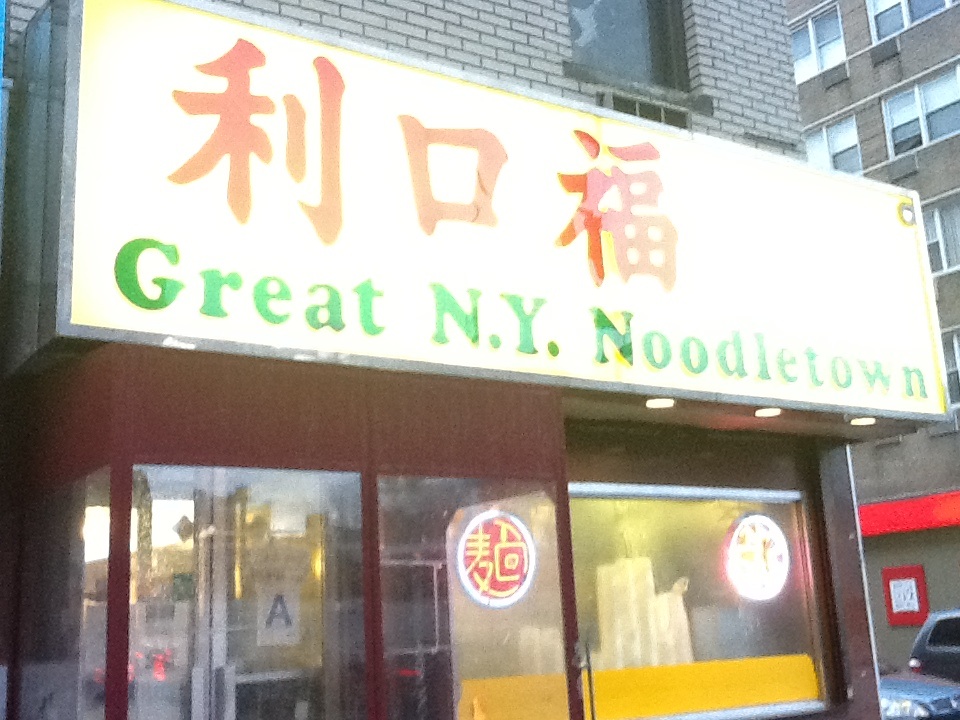 利口福
Great N.Y. Noodletown
麵
A